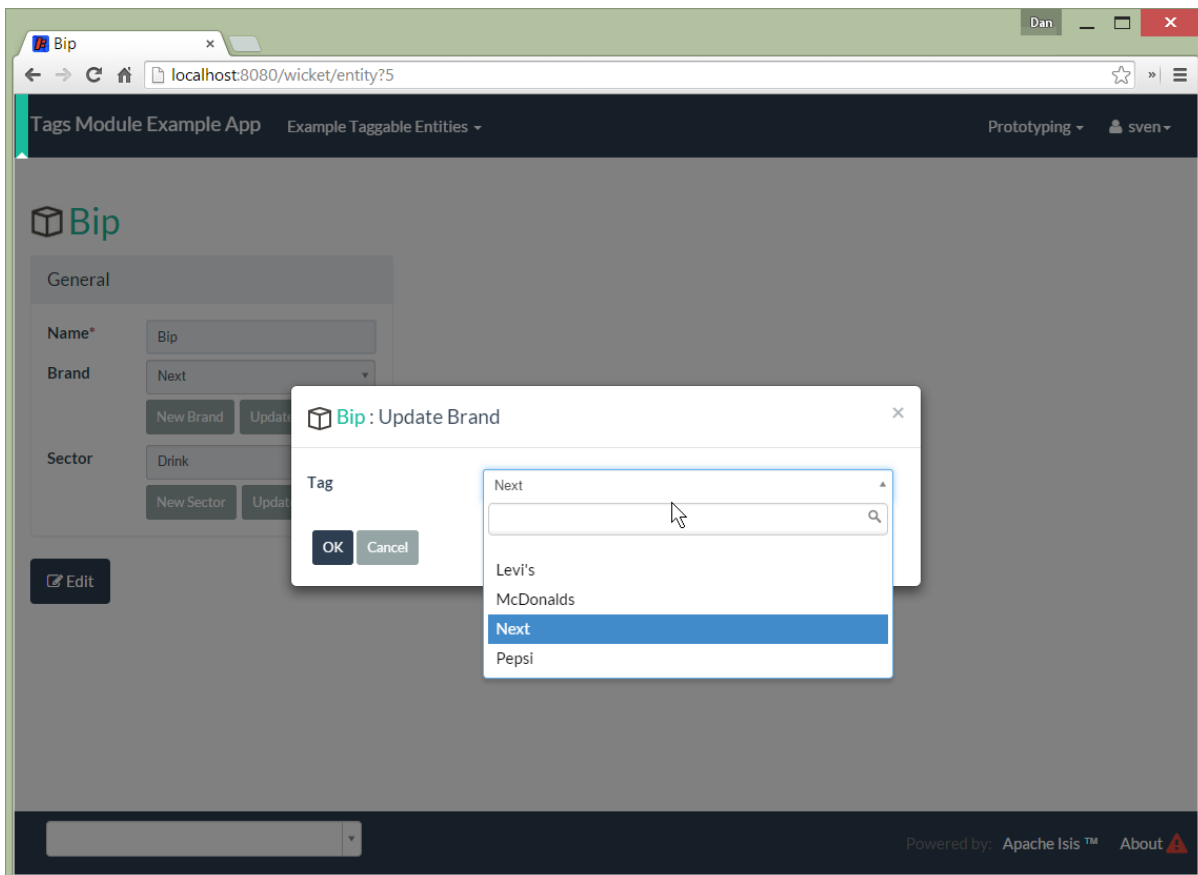 Dan
Bip
localhost:8080/wicket/entity?5
Tags Module Example App Example Taggable Entities Prototyping sven
Bip
General
Name* Bip
Brand Next
New Brand Update
Sector Drink
New Sector Updat
Edit
Bip : Update Brand
Tag Next
OK Cancel
Levi's
McDonalds
Next
Pepsi
Powered by: Apache Isis ™ About